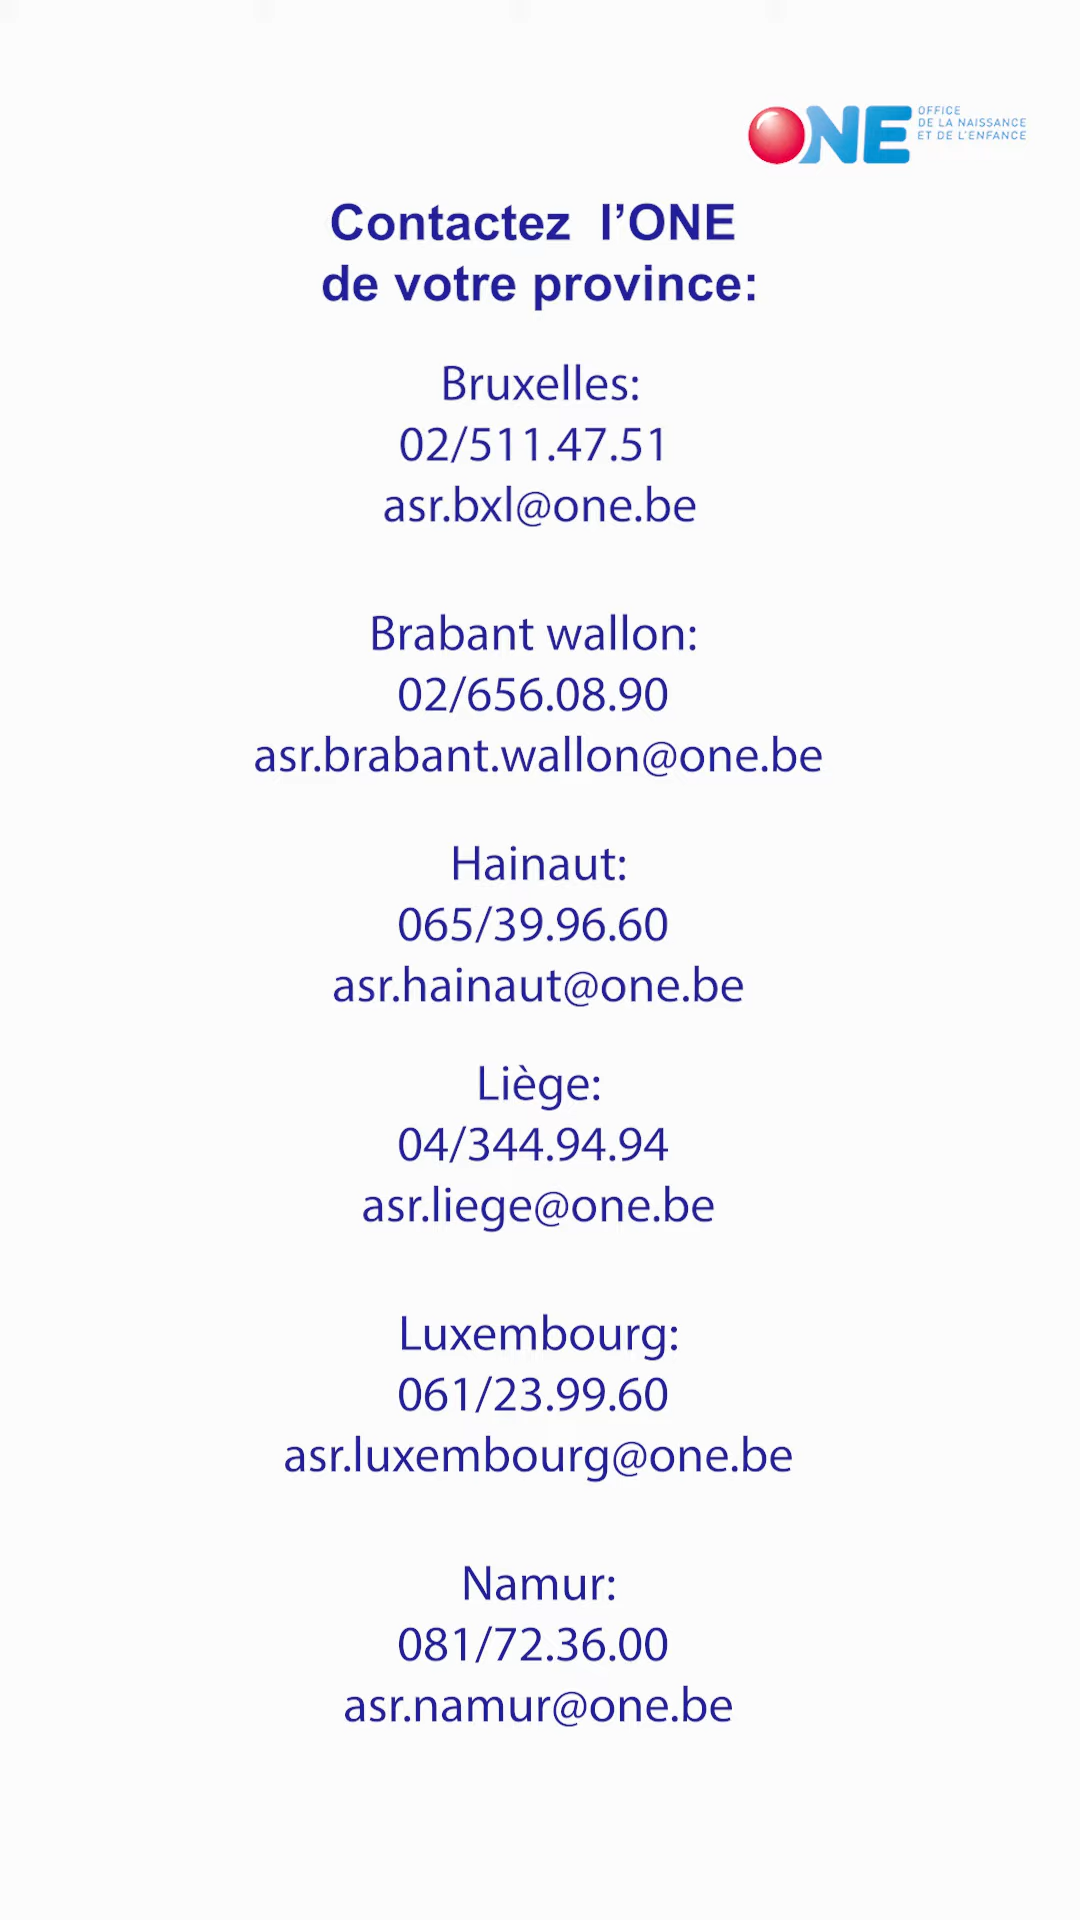 ONE OFFICE
DE LA NAISSANCE
ET DE L'ENFANCE
Contactez l’ONE
de votre province:
Bruxelles:
02/511.47.51
asr.bxl@one.be
Brabant wallon:
02/656.08.90
asr.brabant.wallon@one.be
Hainaut:
065/39.96.60
asr.hainaut@one.be
Liège:
04/344.94.94
asr.liege@one.be
Luxembourg:
061/23.99.60
asr.luxembourg@one.be
Namur:
081/72.36.00
asr.namur@one.be